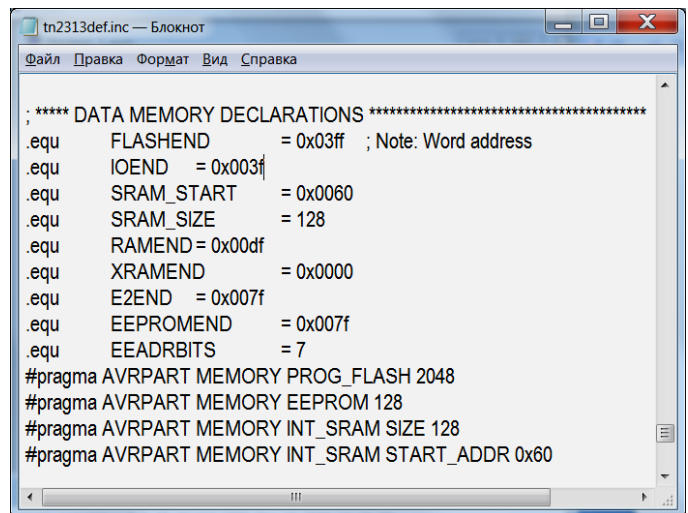 tn2313def.inc — Блокнот
Файл Правка Формат Вид Справка
; ***** DATA MEMORY DECLARATIONS *****************************************
.equ FLASHEND = 0x03ff ; Note: Word address
.equ IOEND = 0x003f
.equ SRAM_START = 0x0060
.equ SRAM_SIZE = 128
.equ RAMEND = 0x00df
.equ XRAMEND = 0x0000
.equ E2END = 0x007f
.equ EEPROMEND = 0x007f
.equ EEADRBITS = 7
#pragma AVRPART MEMORY PROG_FLASH 2048
#pragma AVRPART MEMORY EEPROM 128
#pragma AVRPART MEMORY INT_SRAM SIZE 128
#pragma AVRPART MEMORY INT_SRAM START_ADDR 0x60